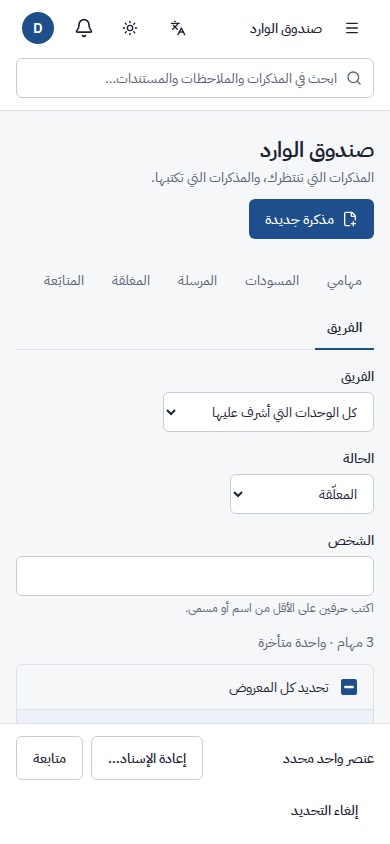 صندوق الوارد
D
ابحث في المذكرات والملاحظات والمستندات...
صندوق الوارد
المذكرات التي تنتظرك، والمذكرات التي تكتبها.
مذكرة جديدة
مهامي المسودات المرسلة المغلقة المتابَعة
الفريق
الفريق
كل الوحدات التي أشرف عليها
الحالة
المعلّقة
الشخص
اكتب حرفين على الأقل من اسم أو مسمى.
3 مهام · واحدة متأخرة
تحديد كل المعروض
عنصر واحد محدد إعادة الإسناد... متابعة
إلغاء التحديد